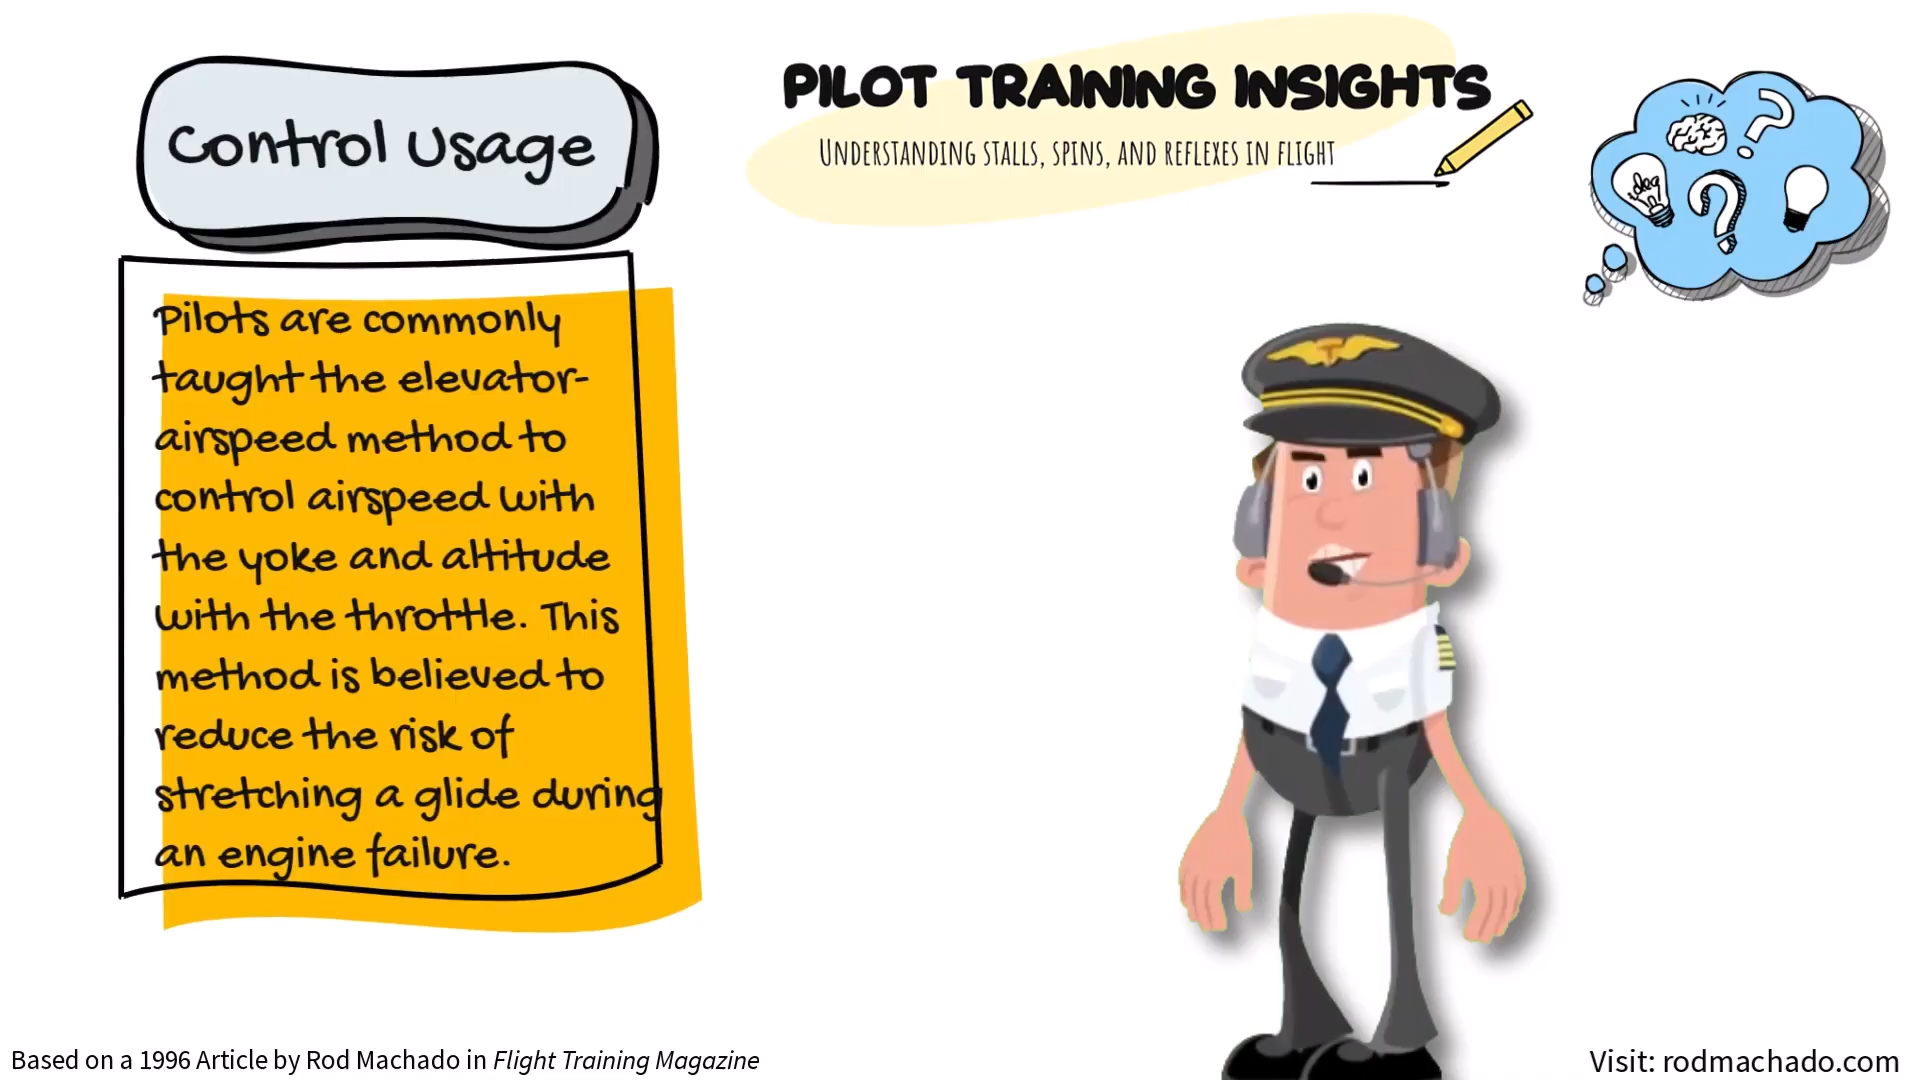 Control Usage
PILOT TRAINING INSIGHTS
Understanding stalls, spins, and reflexes in flight
idea
Pilots are commonly
taught the elevator-
airspeed method to
control airspeed with
the yoke and altitude
with the throttle. This
method is believed to
reduce the risk of
stretching a glide during
an engine failure.
Based on a 1996 Article by Rod Machado in Flight Training Magazine
Visit: rodmachado.com